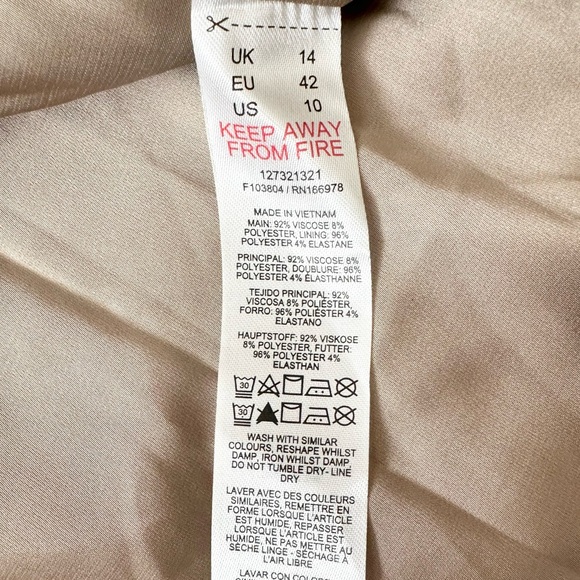 UK 14
EU 42
US 10
KEEP AWAY
FROM FIRE
127321321
F103804 / RN166978
MADE IN VIETNAM
MAIN: 92% VISCOSE 8%
POLYESTER, LINING: 96%
POLYESTER 4% ELASTANE
PRINCIPAL: 92% VISCOSE 8%
POLYESTER, DOUBLURE: 96%
POLYESTER 4% ÉLASTHANNE
TEJIDO PRINCIPAL: 92%
VISCOSA 8% POLIÉSTER,
FORRO: 96% POLIÉSTER 4%
ELASTANO
HAUPTSTOFF: 92% VISKOSE
8% POLYESTER, FUTTER:
96% POLYESTER 4%
ELASTHAN
30
30
WASH WITH SIMILAR
COLOURS, RESHAPE WHILST
DAMP, IRON WHILST DAMP,
DO NOT TUMBLE DRY- LINE
DRY
LAVER AVEC DES COULEURS
SIMILAIRES, REMETTRE EN
FORME LORSQUE L'ARTICLE
EST HUMIDE, REPASSER
LORSQUE L'ARTICLE EST
HUMIDE, NE PAS METTRE AU
SÈCHE LINGE - SÉCHAGE À
L'AIR LIBRE
LAVAR CON COLORES